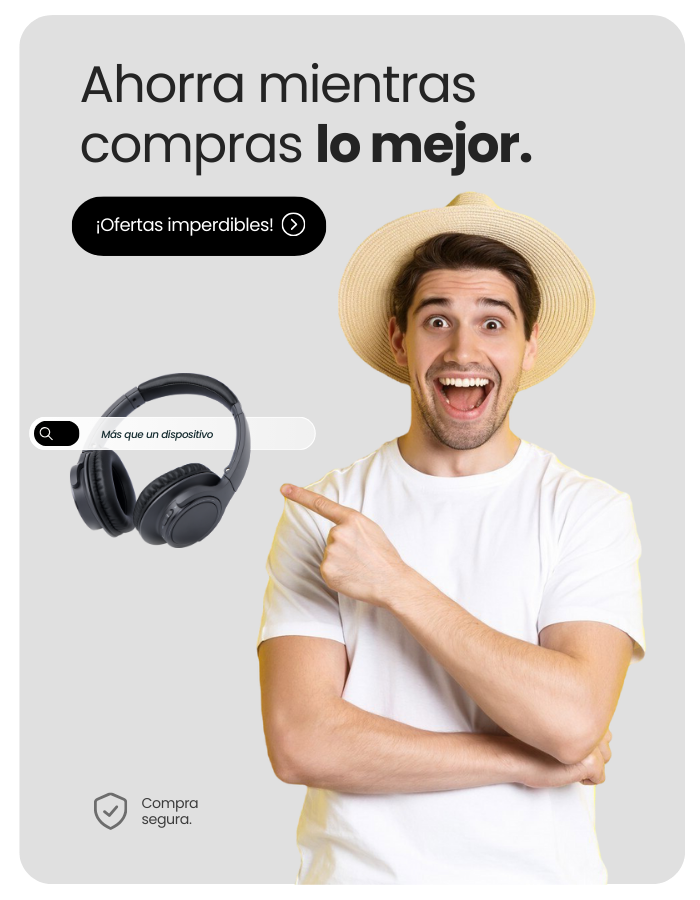 Ahorra mientras
compras lo mejor.
¡Ofertas imperdibles!
Más que un dispositivo
Compra
segura.